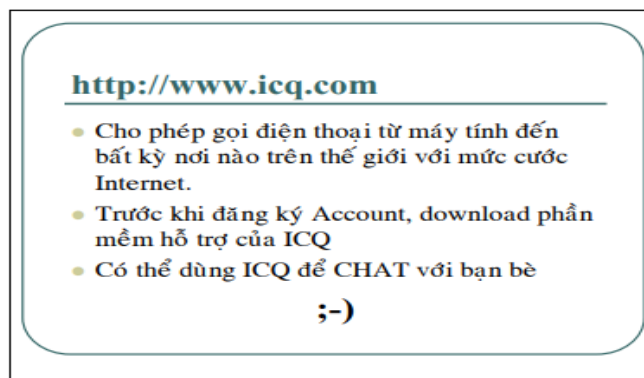 http://www.icq.com
Cho phép gọi điện thoại từ máy tính đến
bất kỳ nơi nào trên thế giới với mức cước
Internet.
Trước khi đăng ký Account, download phần
mềm hỗ trợ của ICQ
Có thể dùng ICQ để CHAT với bạn bè
;-)